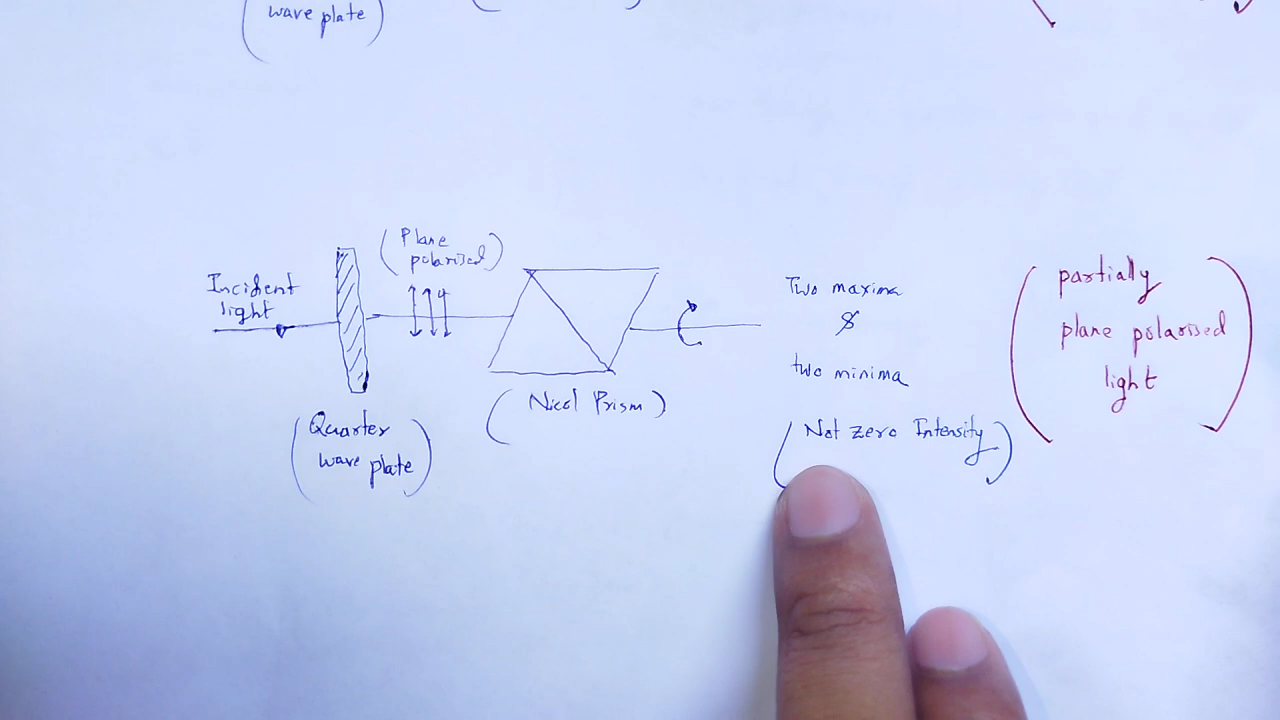 wave plate
Plane
polarised
Incident
light
Quarter
wave plate
Nicol Prism
Two maxima
&
two minima
Not zero Intensity
partially
plane polarised
light